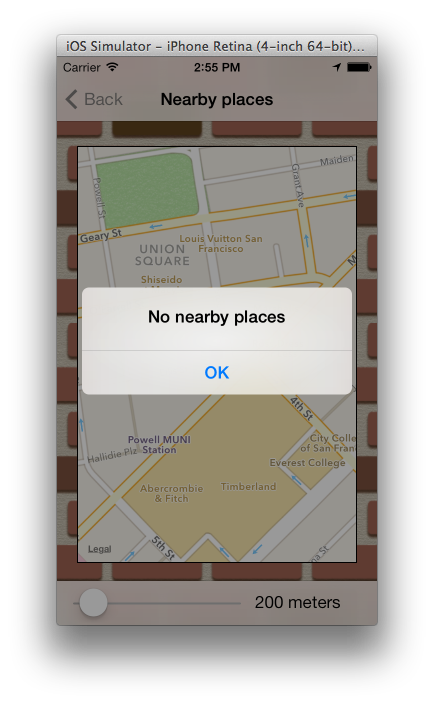 iOS Simulator - iPhone Retina (4-inch 64-bit)...
Carrier
2:55 PM
Back
Nearby places
Maiden
Powell St
Grant Ave
Geary St
UNION
SQUARE
Louis Vuitton San
Francisco
Shiseido
No nearby places
OK
4th St
Powell MUNI
Station
City Colle
of San Fran
Hallidie Plz
Everest College
Abercrombie
& Fitch
Timberland
5th St
Legal
200 meters